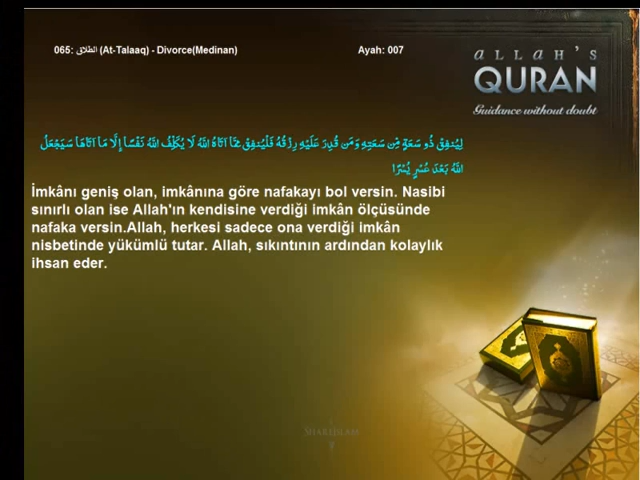 065: الطلاق (At-Talaaq) - Divorce(Medinan) Ayah: 007
ALLAH'S
QURAN
Guidance without doubt
لِيُنفِقْ ذُو سَعَةٍ مِّن سَعَتِهِ وَمَن قُدِرَ عَلَيْهِ رِزْقُهُ فَلْيُنفِقْ مِمَّا آتَاهُ اللَّهُ لَا يُكَلِّفُ اللَّهُ نَفْسًا إِلَّا مَا آتَاهَا سَيَجْعَلُ
اللَّهُ بَعْدَ عُسْرٍ يُسْرًا
İmkânı geniş olan, imkânına göre nafakayı bol versin. Nasibi
sınırlı olan ise Allah'ın kendisine verdiği imkân ölçüsünde
nafaka versin.Allah, herkesi sadece ona verdiği imkân
nisbetinde yükümlü tutar. Allah, sıkıntının ardından kolaylık
ihsan eder.